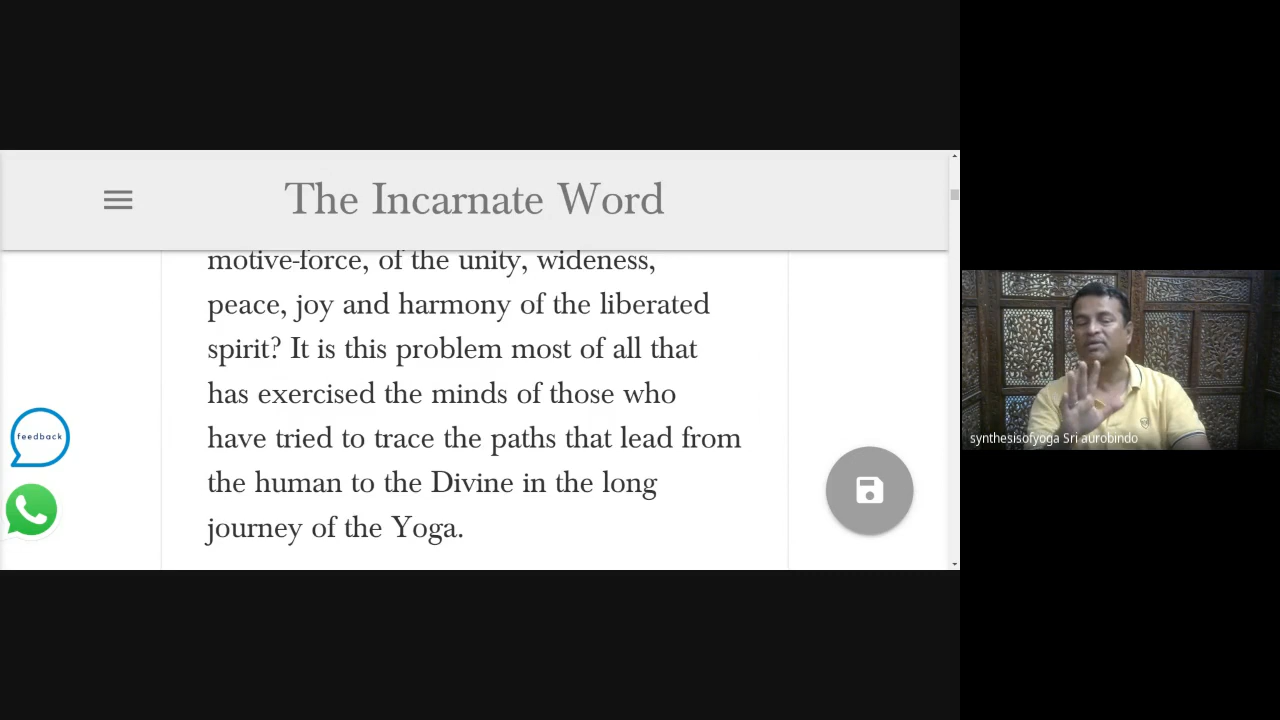 The Incarnate Word
motive-force, of the unity, wideness,
peace, joy and harmony of the liberated
spirit? It is this problem most of all that
has exercised the minds of those who
have tried to trace the paths that lead from
the human to the Divine in the long
journey of the Yoga.
feedback
synthesisofyoga Sri aurobindo